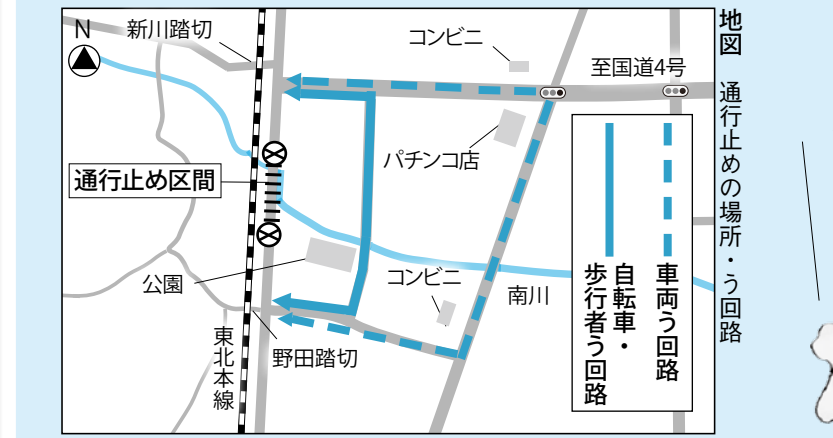 地図 通行止めの場所・う回路
N
新川踏切
コンビニ
至国道4号
パチンコ店
通行止め区間
公園
コンビニ
南川
野田踏切
東北本線
車両う回路
自転車・
歩行者う回路